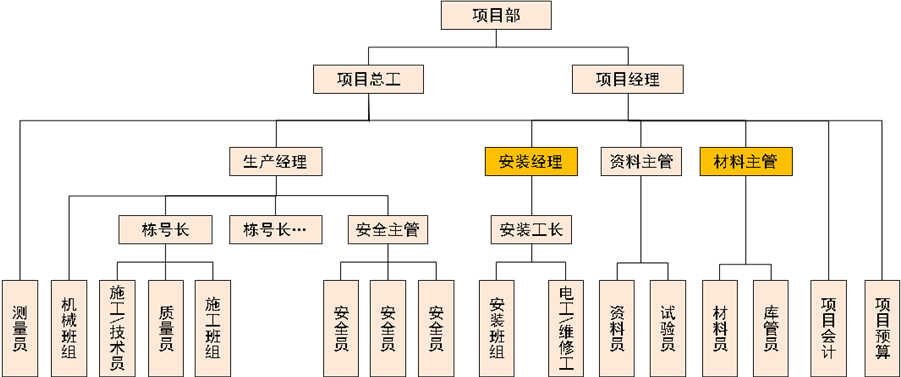 项目部
项目总工
项目经理
生产经理
安装经理
资料主管
材料主管
栋号长
栋号长…
安全主管
安装工长
测量员
机械班组
施工/技术员
质量员
施工班组
安全员
安全员
安全员
安装班组
电工/维修工
资料员
试验员
材料员
库管员
项目会计
项目预算